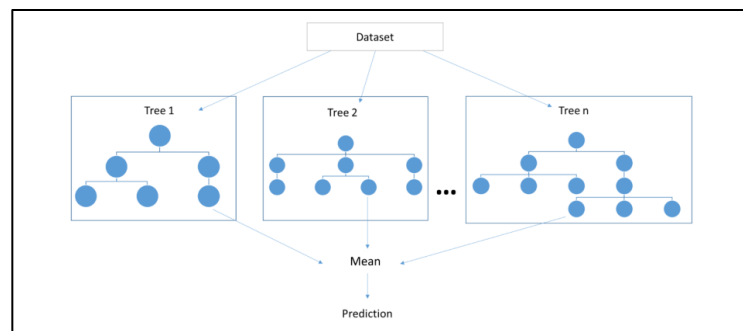 Dataset
Tree 1
Tree 2
Tree n
...
Mean
Prediction